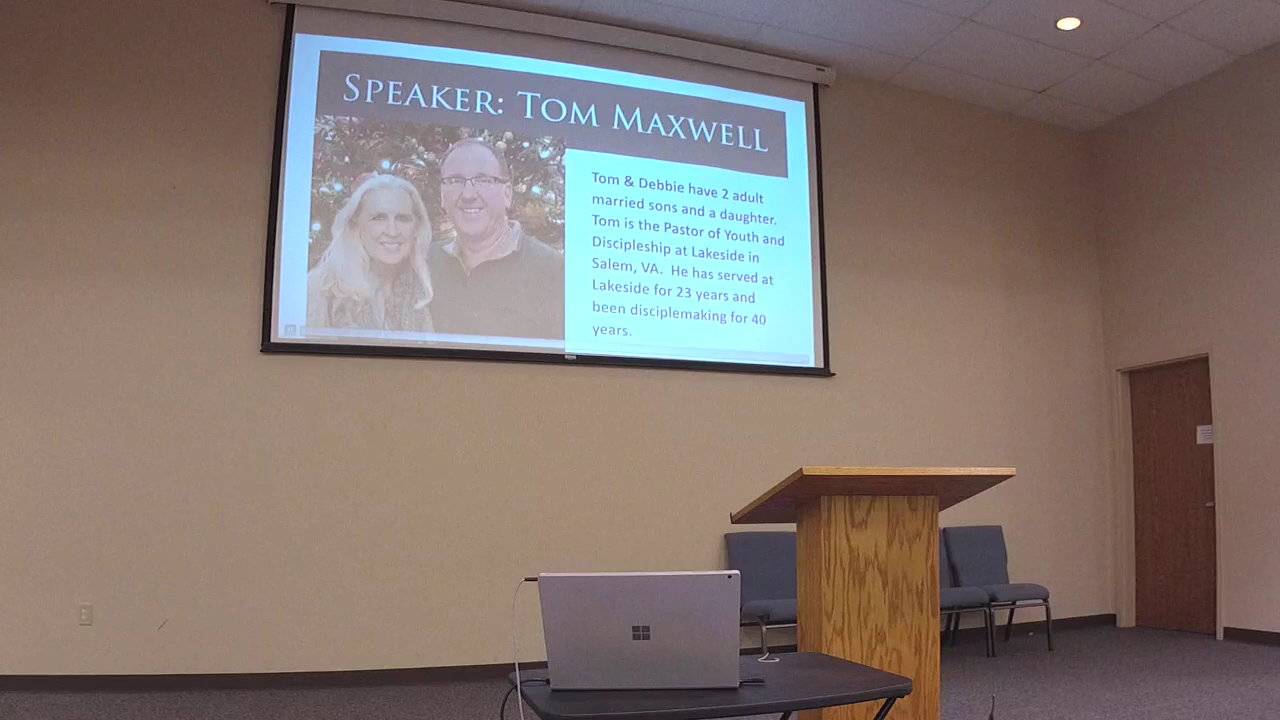 SPEAKER: TOM MAXWELL
Tom & Debbie have 2 adult
married sons and a daughter.
Tom is the Pastor of Youth and
Discipleship at Lakeside in
Salem, VA. He has served at
Lakeside for 23 years and
been disciplemaking for 40
years.